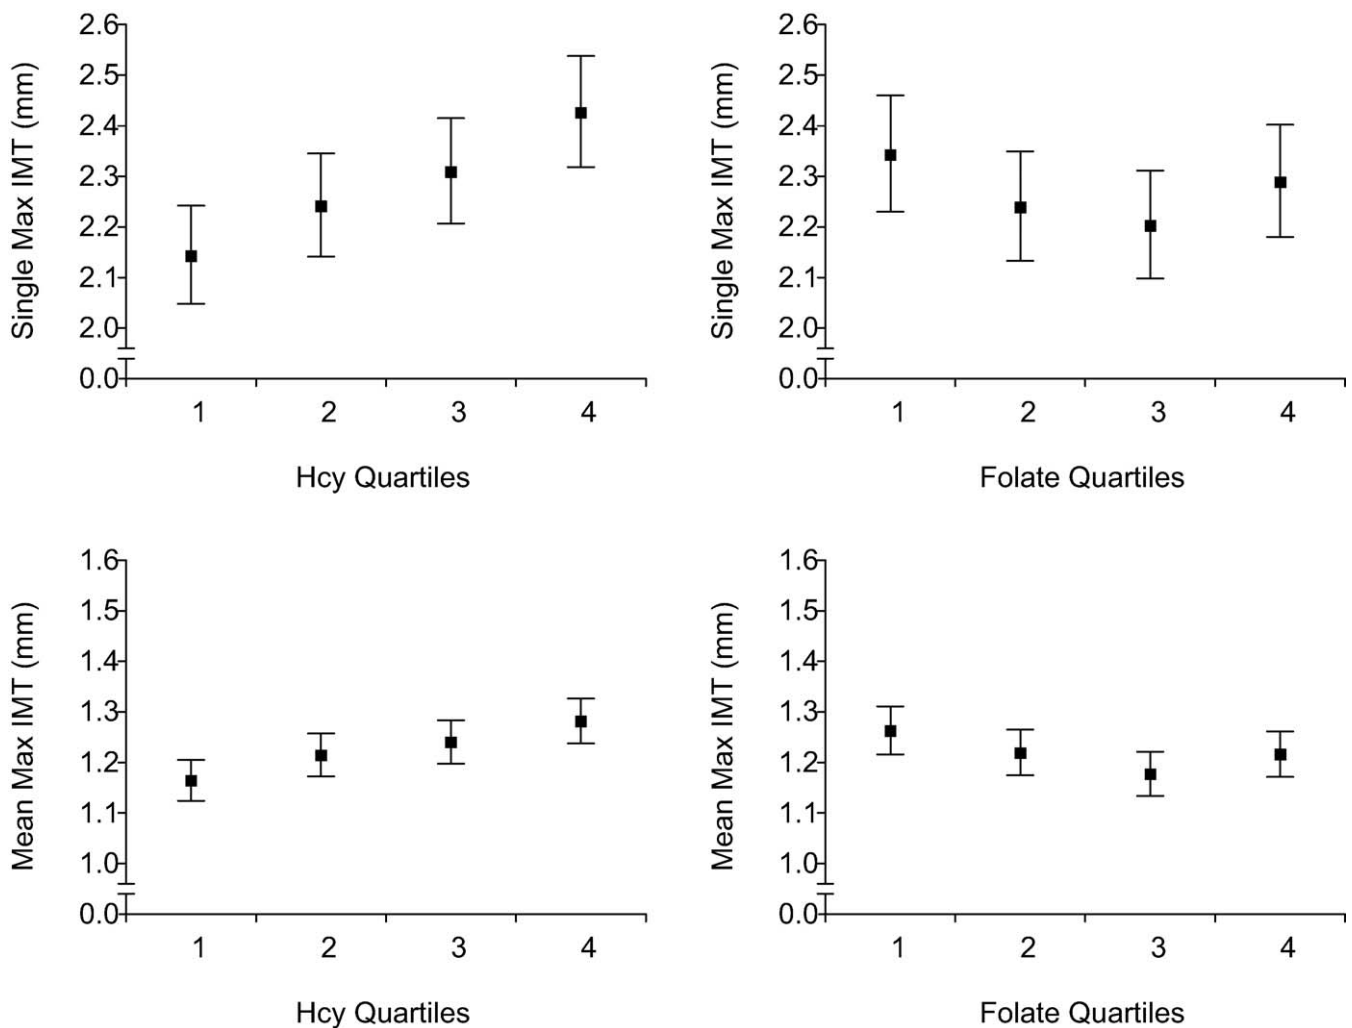 Single Max IMT (mm)
2.6
2.5
2.4
2.3
2.2
2.1
2.0
0.0
1 2 3 4
Hcy Quartiles
Single Max IMT (mm)
2.6
2.5
2.4
2.3
2.2
2.1
2.0
0.0
1 2 3 4
Folate Quartiles
Mean Max IMT (mm)
1.6
1.5
1.4
1.3
1.2
1.1
1.0
0.0
1 2 3 4
Hcy Quartiles
Mean Max IMT (mm)
1.6
1.5
1.4
1.3
1.2
1.1
1.0
0.0
1 2 3 4
Folate Quartiles